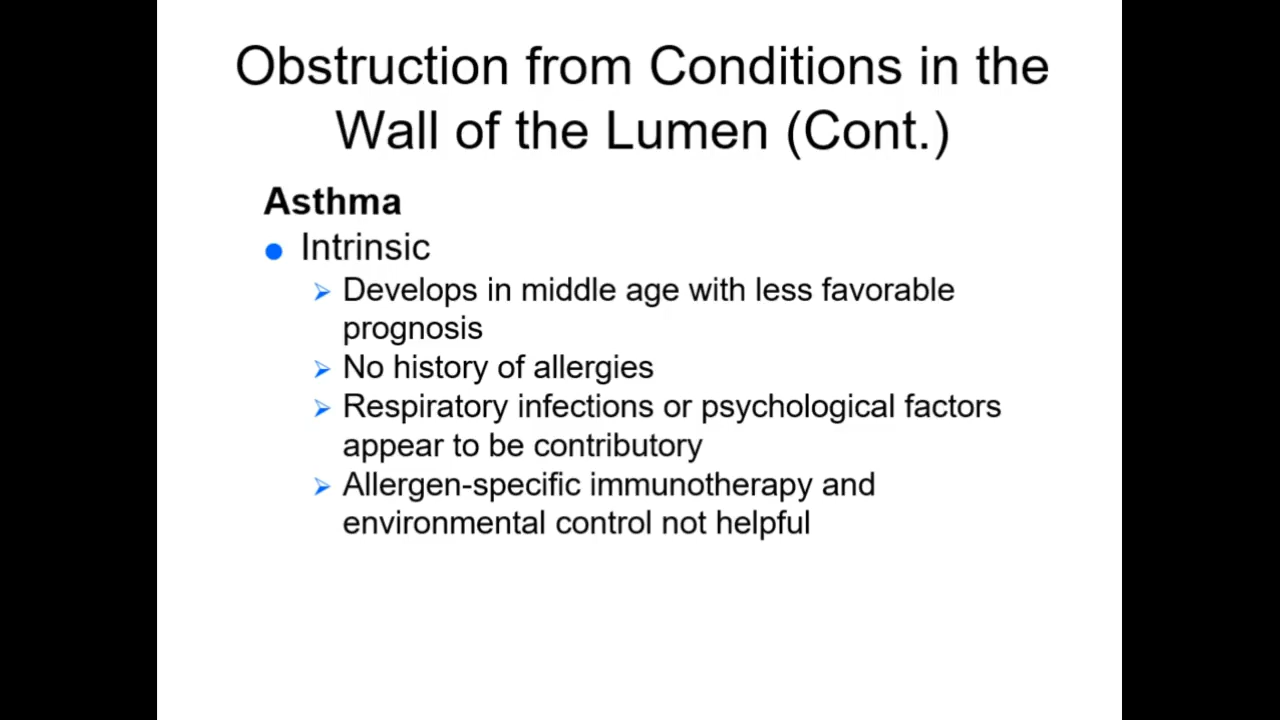 Obstruction from Conditions in the
Wall of the Lumen (Cont.)
Asthma
Intrinsic
Develops in middle age with less favorable
prognosis
No history of allergies
Respiratory infections or psychological factors
appear to be contributory
Allergen-specific immunotherapy and
environmental control not helpful